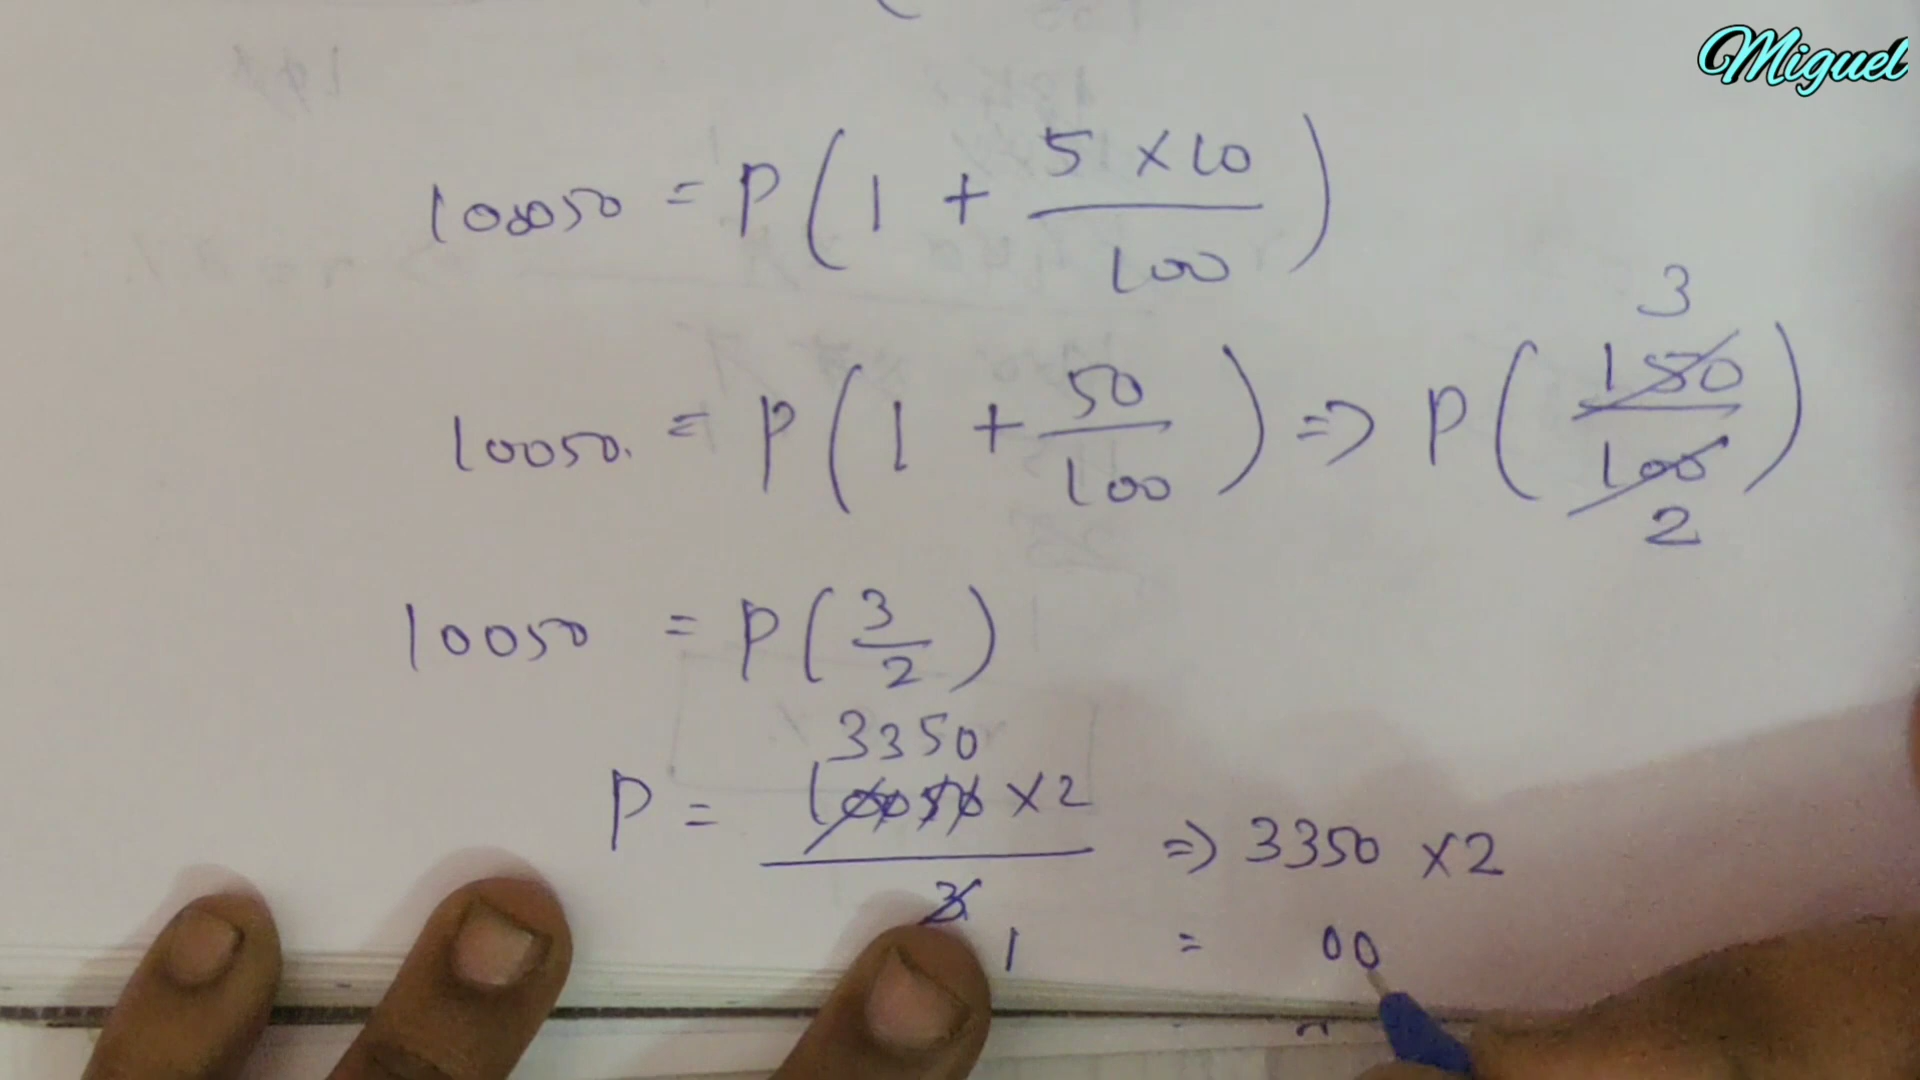 Miguel
10050 = P(1 + 5 × 10 / 100)
10050. = P(1 + 50/100) => P(150/100) 3 2
10050 = P(3/2)
3350
P = 10050 × 2 / 3 => 3350 × 2
1 = 00